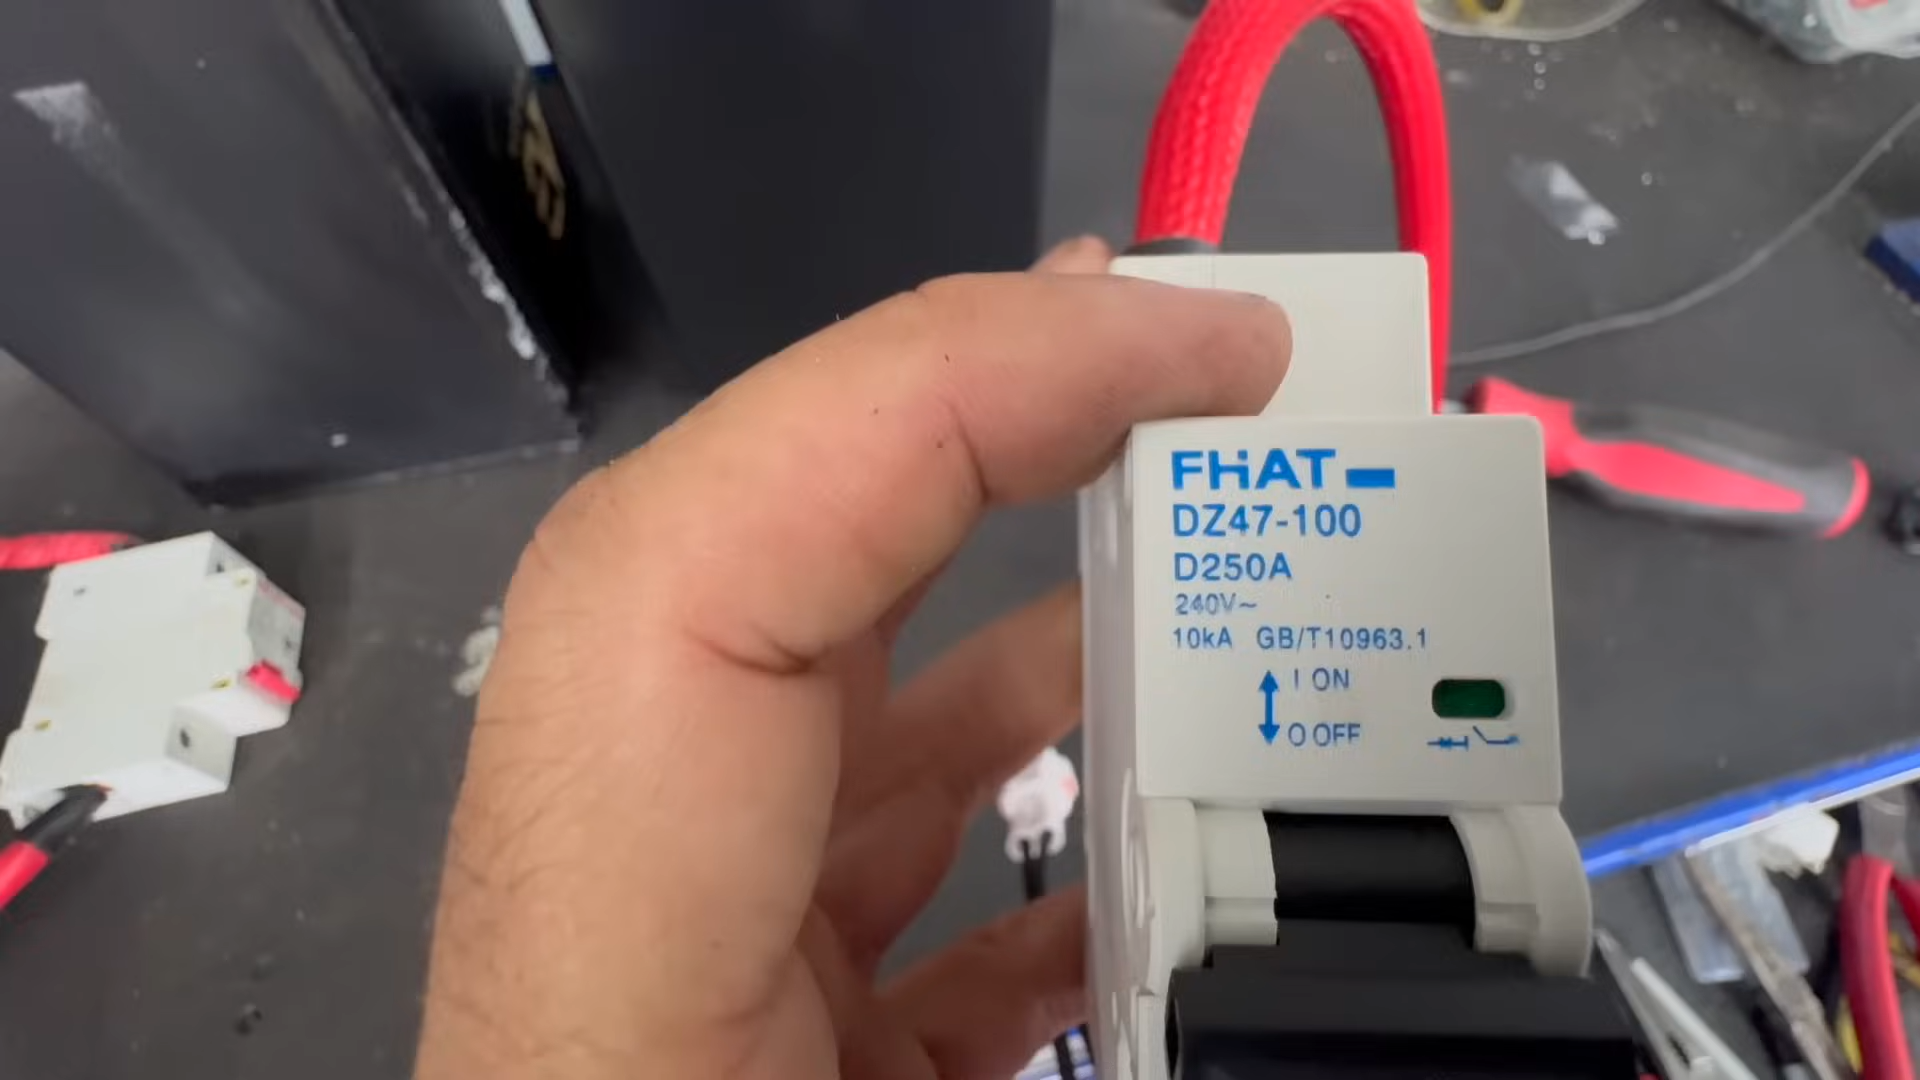 FHAT
DZ47-100
D250A
240V~
10kA GB/T10963.1
I ON
O OFF